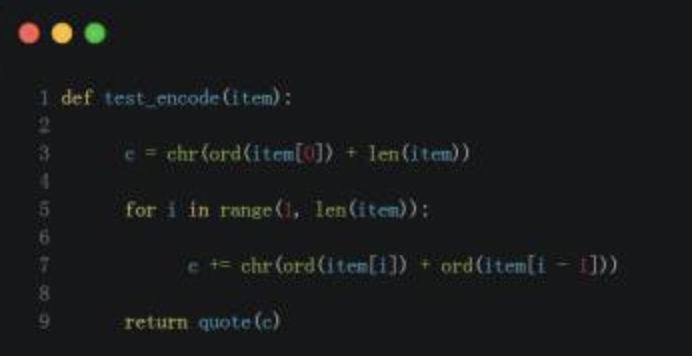 1 def test_encode(item):
2
3 c = chr(ord(item[0]) + len(item))
4
5 for i in range(1, len(item)):
6
7 c += chr(ord(item[i]) + ord(item[i - 1]))
8
9 return quote(c)